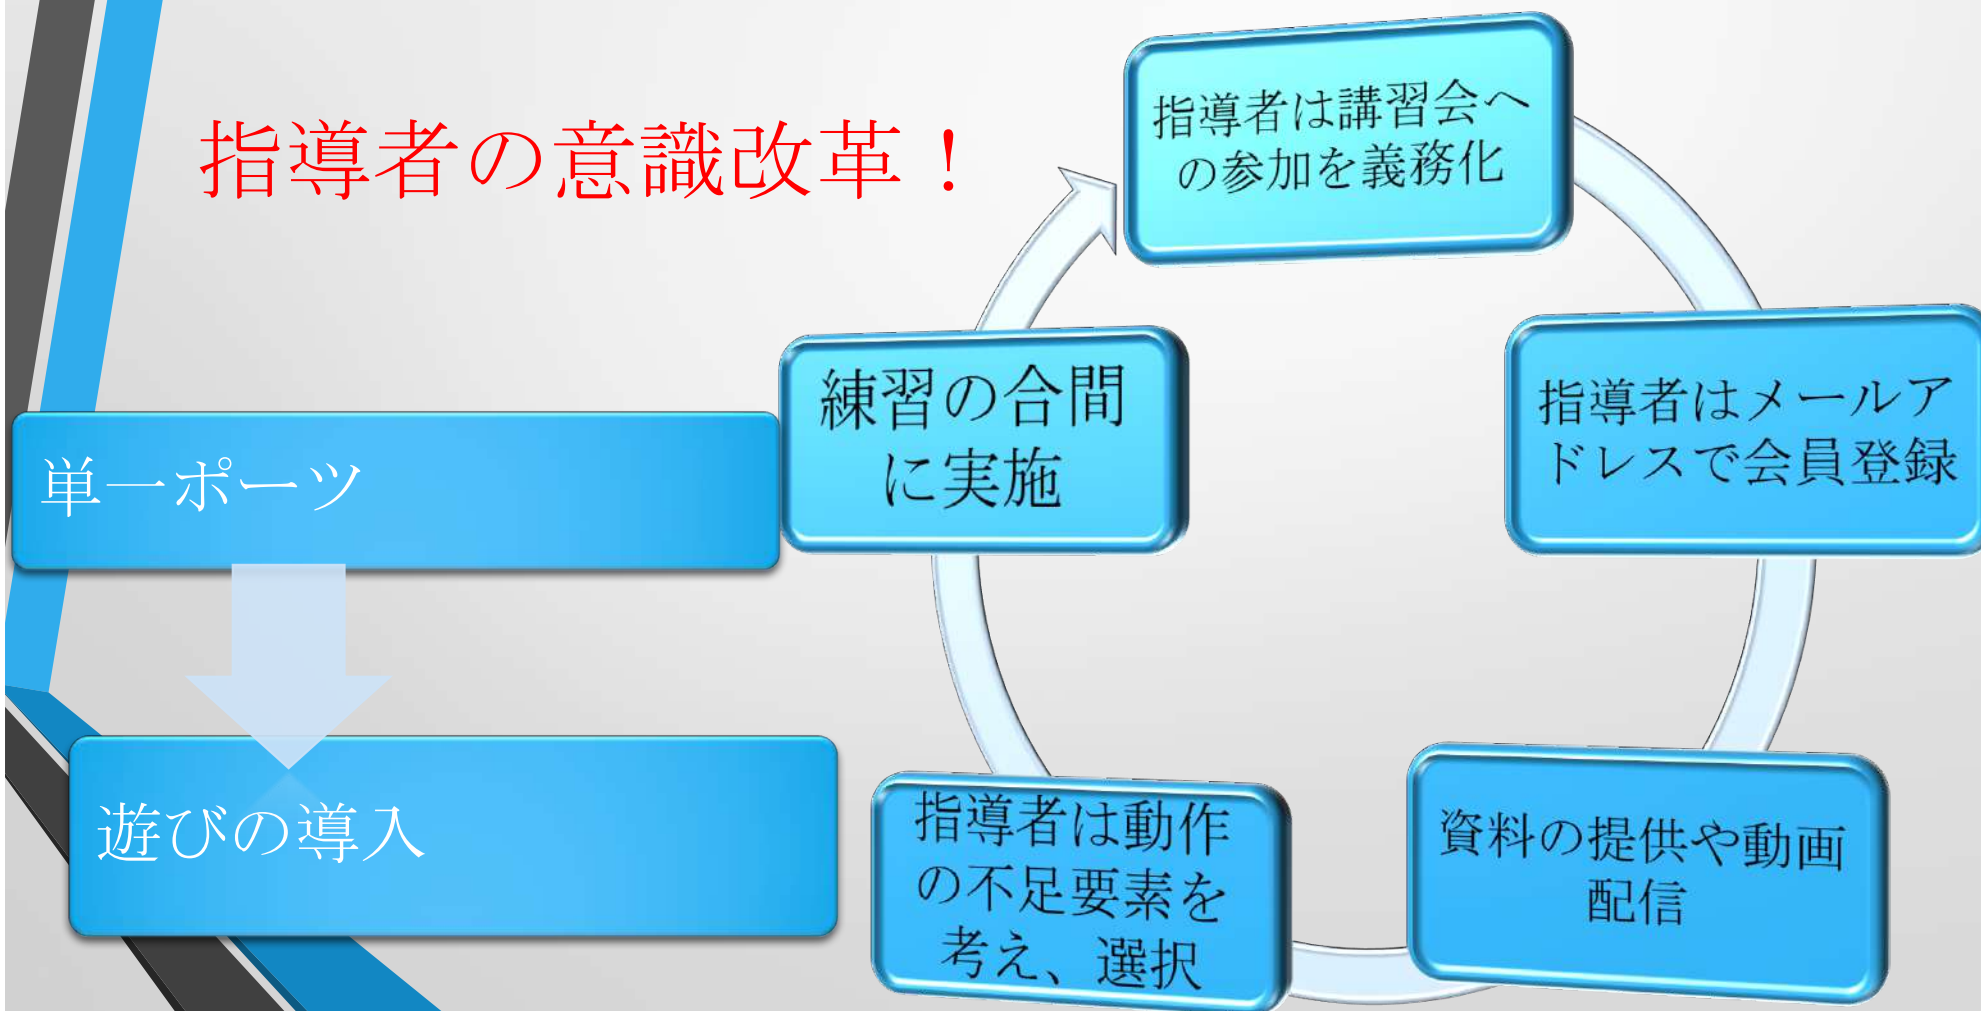 指導者の意識改革！
単一ポーツ
遊びの導入
指導者は講習会へ
の参加を義務化
指導者はメールア
ドレスで会員登録
資料の提供や動画
配信
指導者は動作
の不足要素を
考え、選択
練習の合間
に実施